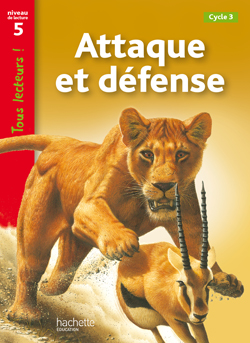 niveau
de lecture
5
Tous lecteurs !
Cycle 3
Attaque
et défense
hachette
ÉDUCATION